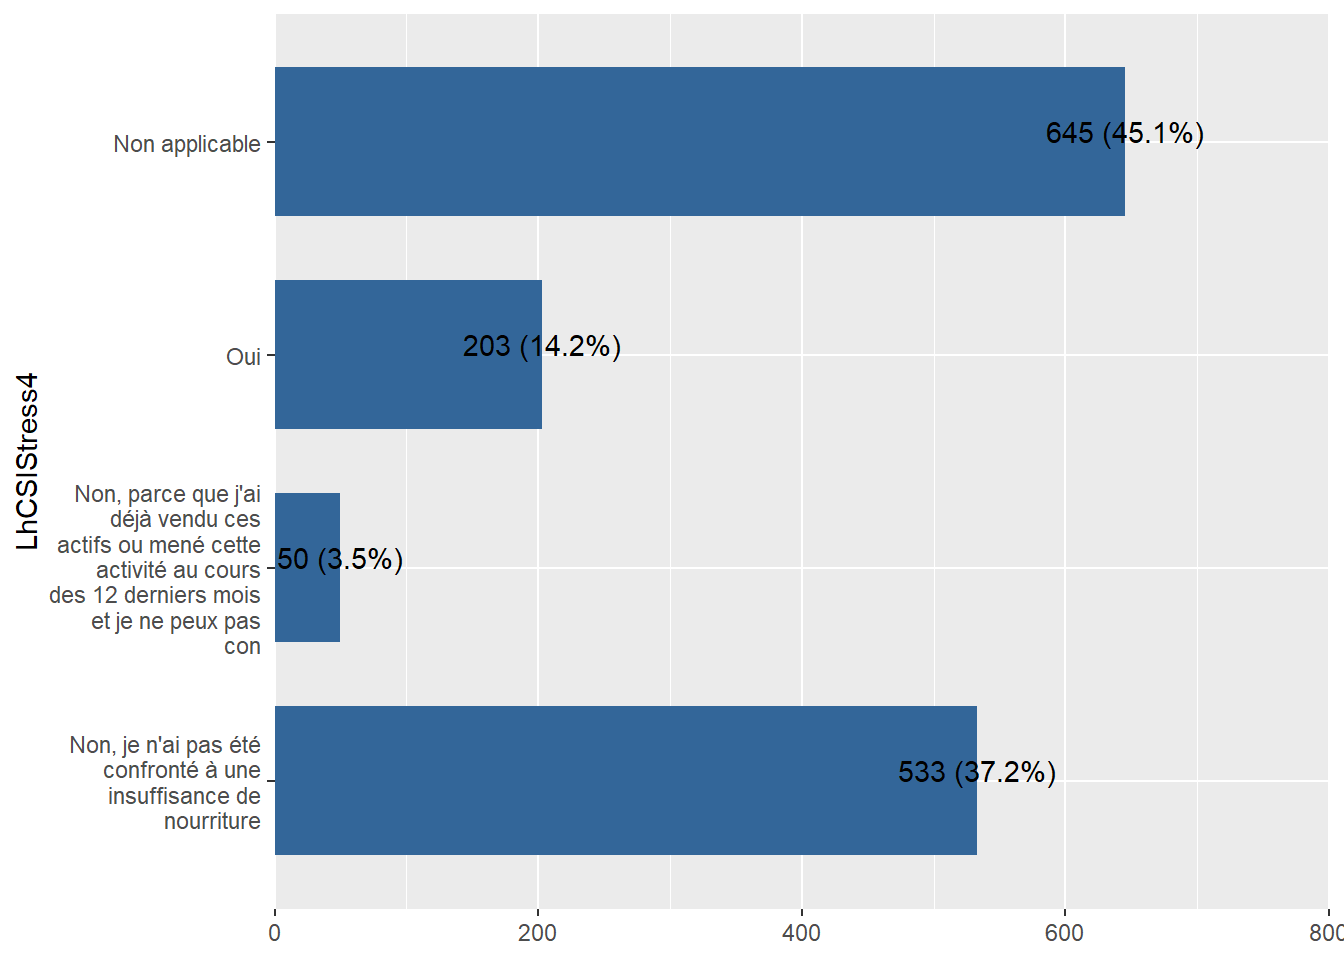 LhCSIStress4
Non applicable
645 (45.1%)
Oui
203 (14.2%)
Non, parce que j'ai
déjà vendu ces
actifs ou mené cette
activité au cours
des 12 derniers mois
et je ne peux pas
con
50 (3.5%)
Non, je n'ai pas été
confronté à une
insuffisance de
nourriture
533 (37.2%)
0 200 400 600 800